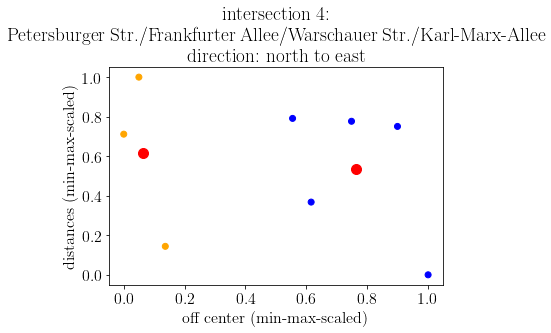 intersection 4:
Petersburger Str./Frankfurter Allee/Warschauer Str./Karl-Marx-Allee
direction: north to east
1.0
0.8
0.6
0.4
0.2
0.0
distances (min-max-scaled)
0.0 0.2 0.4 0.6 0.8 1.0
off center (min-max-scaled)